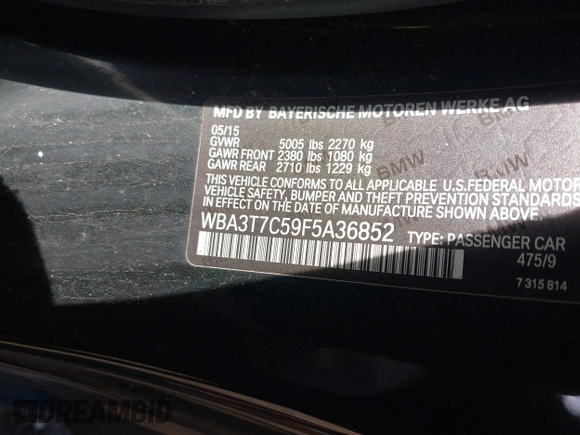 MFD BY BAYERISCHE MOTOREN WERKE AG
05/15
GVWR 5005 lbs 2270 kg
GAWR FRONT 2380 lbs 1080 kg
GAWR REAR 2710 lbs 1229 kg
THIS VEHICLE CONFORMS TO ALL APPLICABLE U.S.FEDERAL MOTOR
VEHICLE SAFETY, BUMPER AND THEFT PREVENTION STANDARDS
IN EFFECT ON THE DATE OF MANUFACTURE SHOWN ABOVE.
WBA3T7C59F5A36852 TYPE: PASSENGER CAR
475/9
7 315 814
BMW
BMW
BMW
DREAMBID